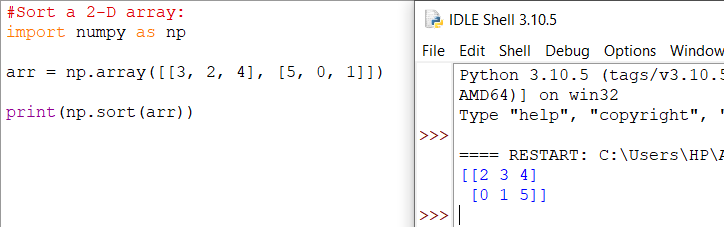 #Sort a 2-D array:
import numpy as np
arr = np.array([[3, 2, 4], [5, 0, 1]])
print(np.sort(arr))
IDLE Shell 3.10.5
File Edit Shell Debug Options Window
Python 3.10.5 (tags/v3.10.5
AMD64)] on win32
Type "help", "copyright", "
>>>
==== RESTART: C:\Users\HP\A
[[2 3 4]
 [0 1 5]]
>>>